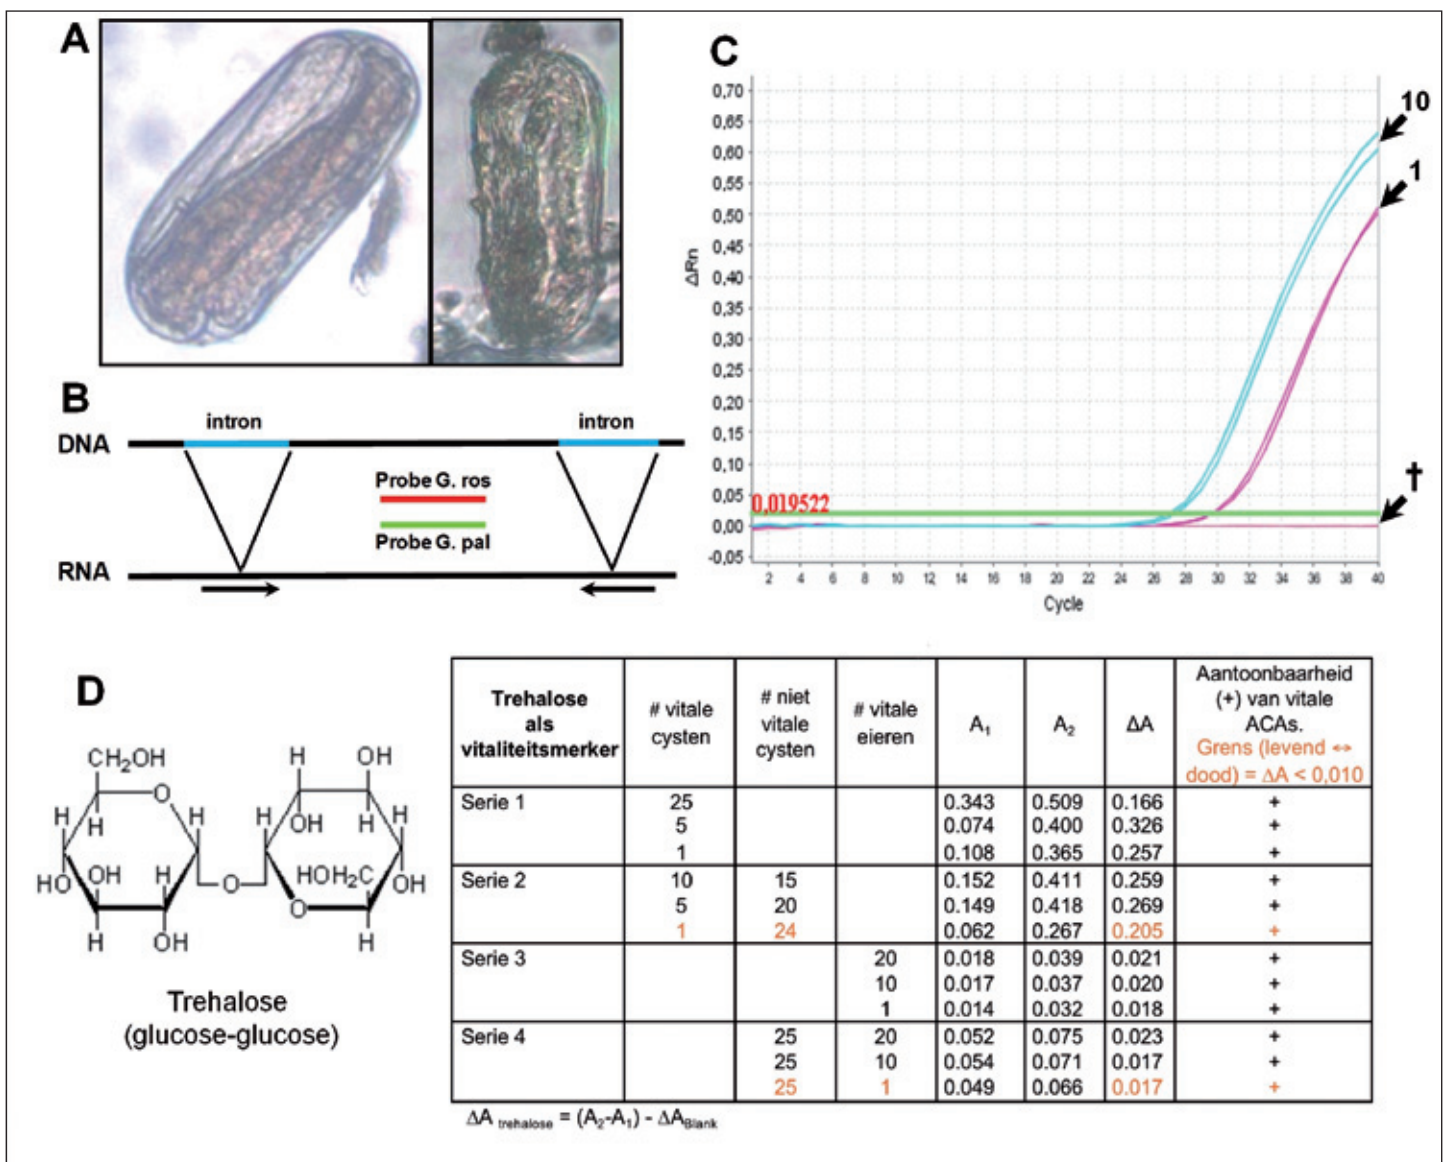 A
B
DNA
intron
intron
Probe G. ros
Probe G. pal
RNA
C
0,70
0,65
0,60
0,55
0,50
0,45
0,40
0,35
0,30
0,25
0,20
0,15
0,10
0,05
0,00
-0,05
ΔRn
0,019522
2 4 6 8 10 12 14 16 18 20 22 24 26 28 30 32 34 36 38 40
Cycle
10
1
†
D
CH₂OH
H
OH
O
H
H
H
H
OH
H
H
HO
OH
H
O
HOH₂C
OH
O
H
OH
H
Trehalose
(glucose-glucose)
Trehalose als vitaliteitsmerker | # vitale cysten | # niet vitale cysten | # vitale eieren | A₁ | A₂ | ΔA | Aantoonbaarheid (+) van vitale ACAs. Grens (levend ↔ dood) = ΔA < 0,010
Serie 1 25 0.343 0.509 0.166 +
5 0.074 0.400 0.326 +
1 0.108 0.365 0.257 +
Serie 2 10 15 0.152 0.411 0.259 +
5 20 0.149 0.418 0.269 +
1 24 0.062 0.267 0.205 +
Serie 3 20 0.018 0.039 0.021 +
10 0.017 0.037 0.020 +
1 0.014 0.032 0.018 +
Serie 4 25 20 0.052 0.075 0.023 +
25 10 0.054 0.071 0.017 +
25 1 0.049 0.066 0.017 +
ΔA trehalose = (A₂-A₁) - ΔA Blank